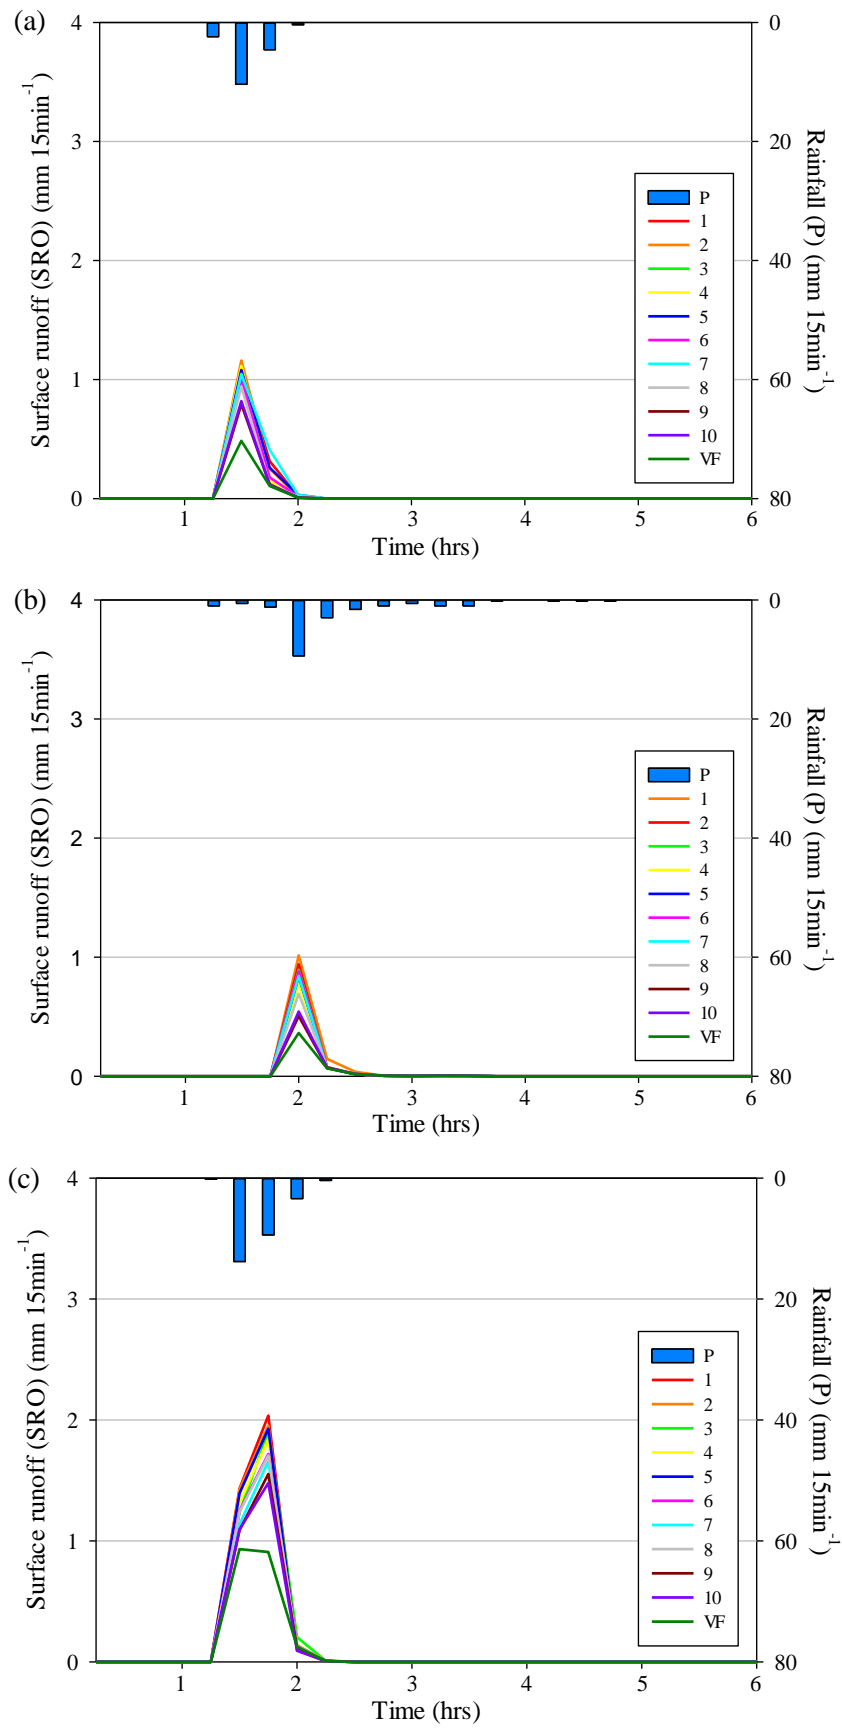 (a)
4
3
2
1
0
0
20
40
60
80
Surface runoff (SRO) (mm 15min⁻¹)
Rainfall (P) (mm 15min⁻¹)
P
1
2
3
4
5
6
7
8
9
10
VF
1 2 3 4 5 6
Time (hrs)
(b)
4
3
2
1
0
0
20
40
60
80
Surface runoff (SRO) (mm 15min⁻¹)
Rainfall (P) (mm 15min⁻¹)
P
1
2
3
4
5
6
7
8
9
10
VF
1 2 3 4 5 6
Time (hrs)
(c)
4
3
2
1
0
0
20
40
60
80
Surface runoff (SRO) (mm 15min⁻¹)
Rainfall (P) (mm 15min⁻¹)
P
1
2
3
4
5
6
7
8
9
10
VF
1 2 3 4 5 6
Time (hrs)